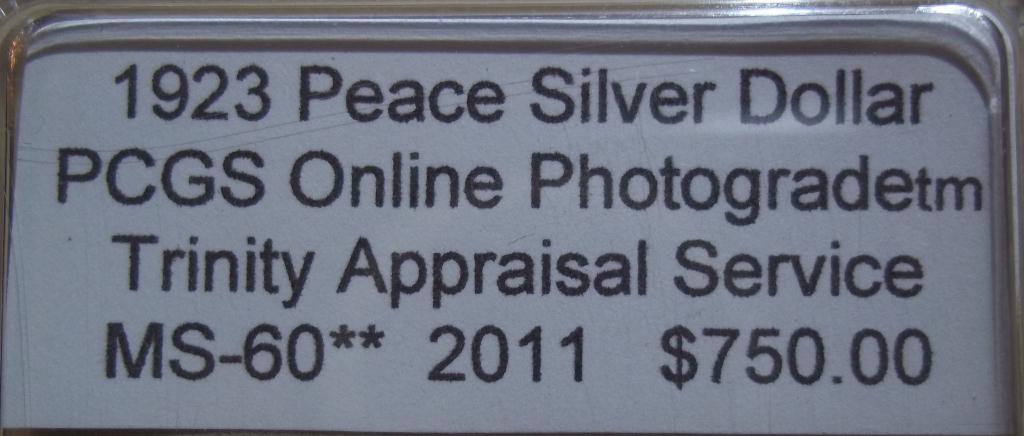 1923 Peace Silver Dollar
PCGS Online Photogradetm
Trinity Appraisal Service
MS-60** 2011 $750.00